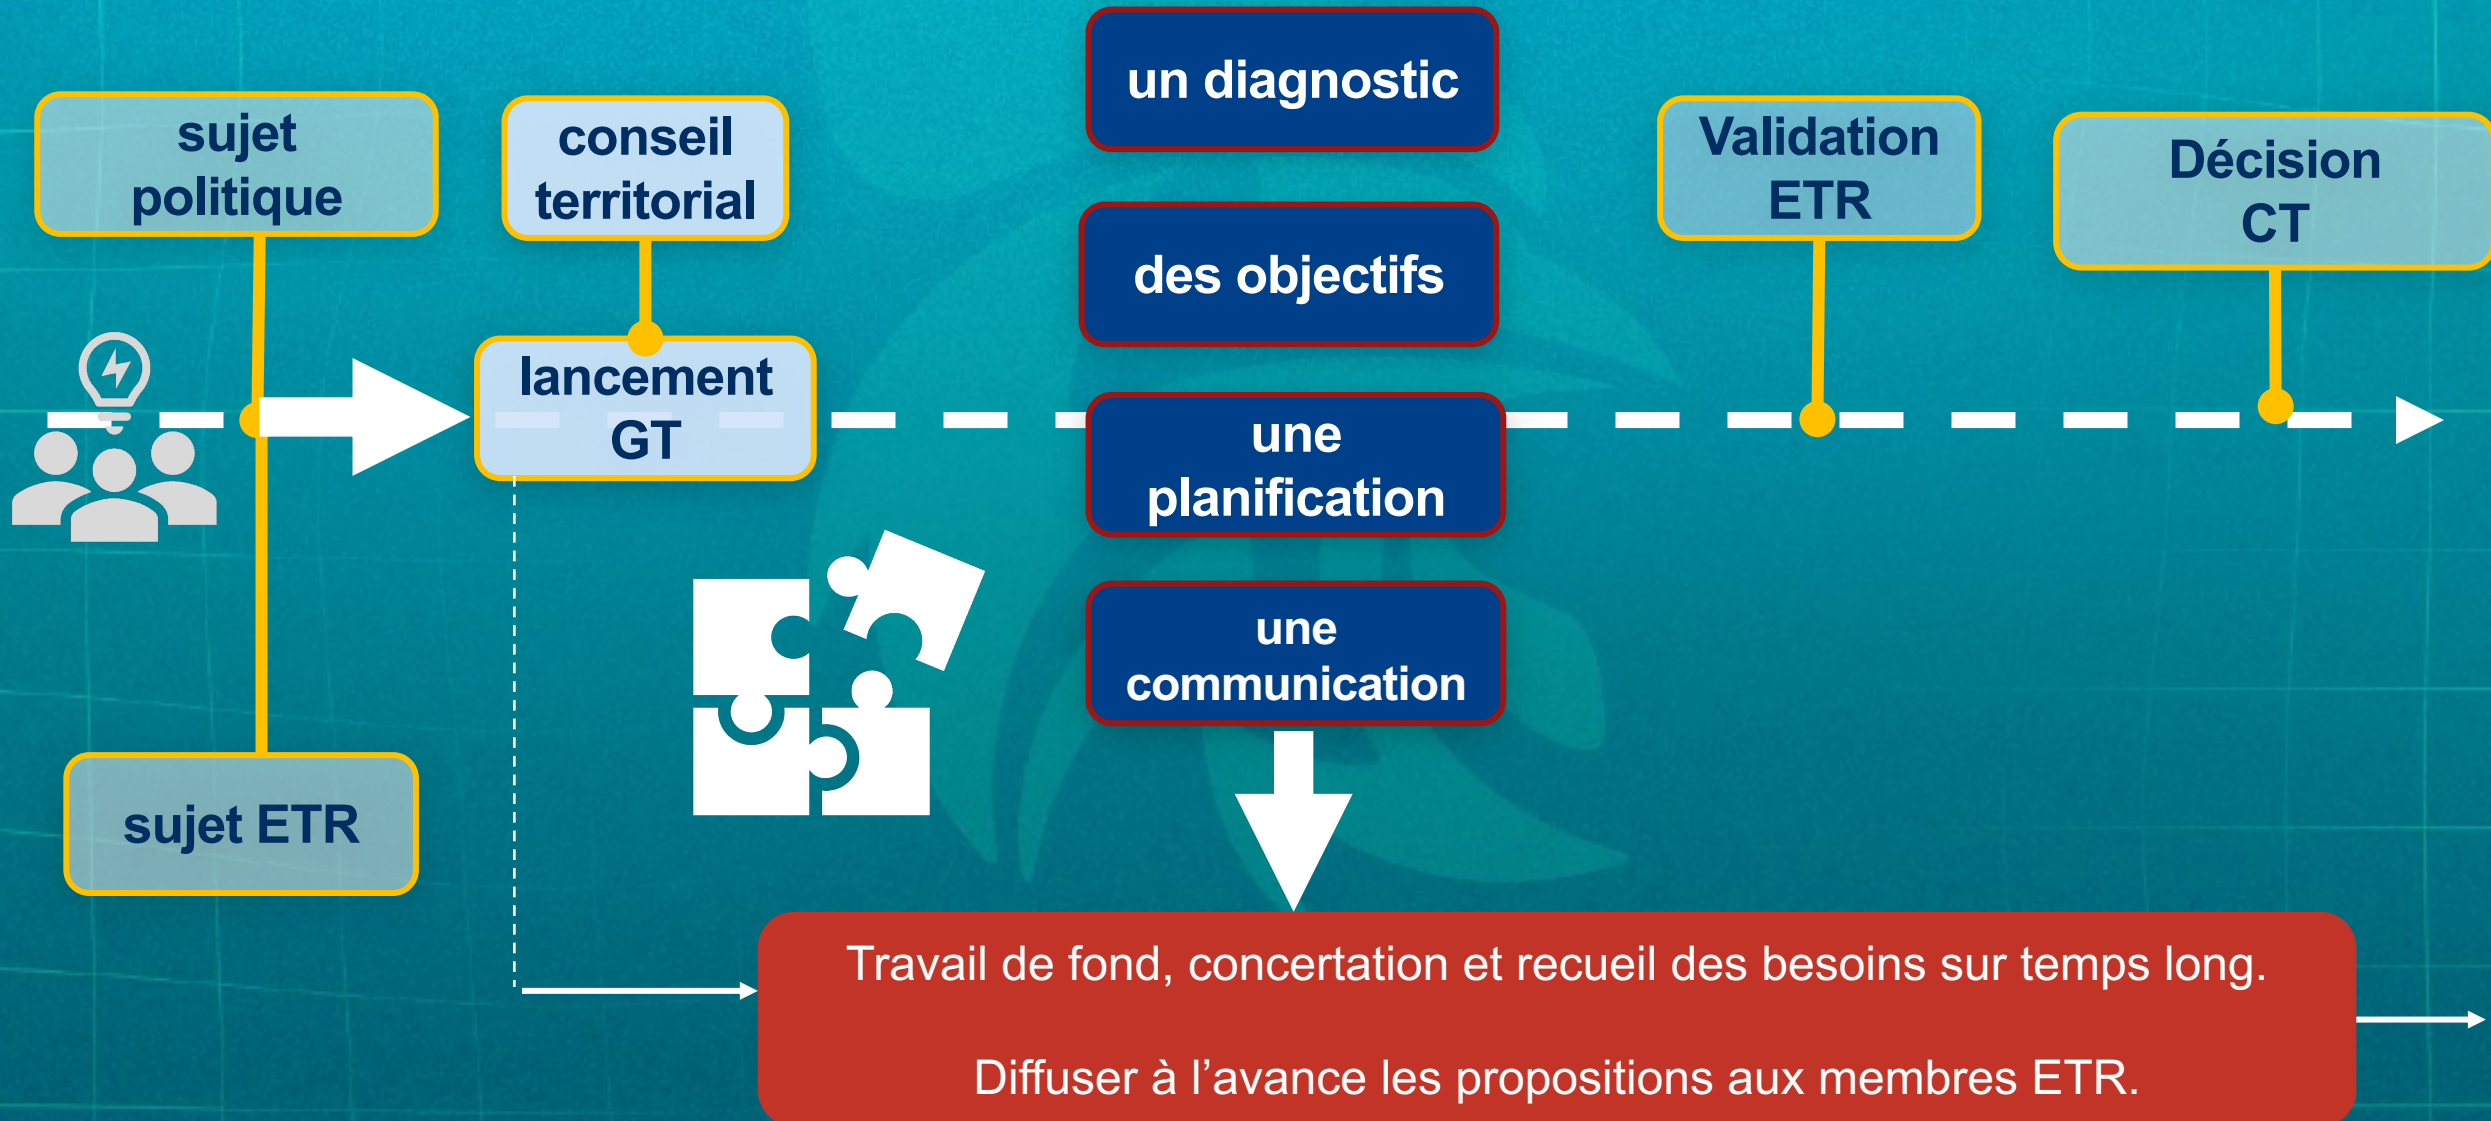 sujet
politique
conseil
territorial
lancement
GT
sujet ETR
un diagnostic
des objectifs
une
planification
une
communication
Validation
ETR
Décision
CT
Travail de fond, concertation et recueil des besoins sur temps long.
Diffuser à l’avance les propositions aux membres ETR.